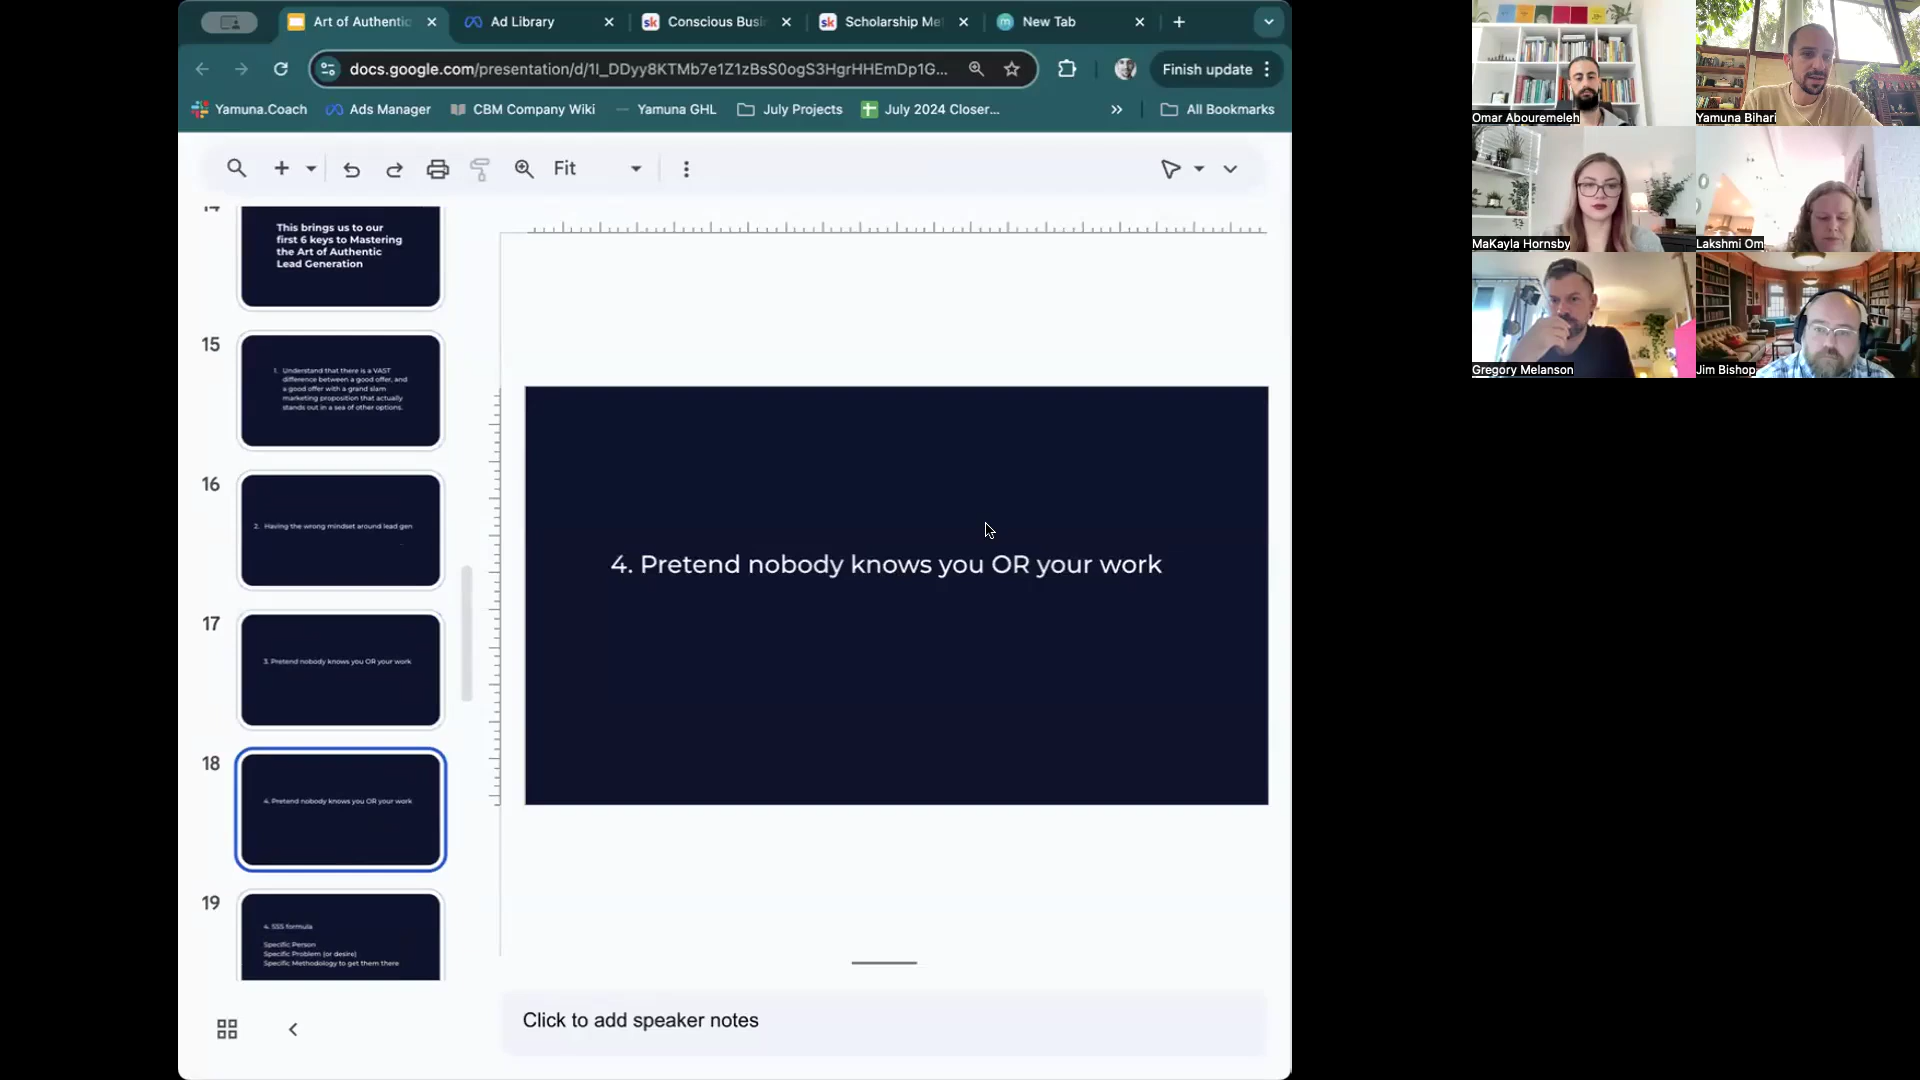 Art of Authentic
Ad Library
Conscious Busi
Scholarship Me
New Tab
docs.google.com/presentation/d/1I_DDyy8KTMb7e1Z1zBsS0ogS3HgrHHEmDp1G...
Finish update
Yamuna.Coach
Ads Manager
CBM Company Wiki
Yamuna GHL
July Projects
July 2024 Closer...
All Bookmarks
Fit
14
This brings us to our
first 6 keys to Mastering
the Art of Authentic
Lead Generation
15
1. Understand that there is a VAST
difference between a good offer, and
a good offer with a grand slam
marketing proposition that actually
stands out in a sea of other options.
16
2. Having the wrong mindset around lead gen
17
3. Pretend nobody knows you OR your work
18
4. Pretend nobody knows you OR your work
19
4. SSS formula
Specific Person
Specific Problem (or desire)
Specific Methodology to get them there
4. Pretend nobody knows you OR your work
Click to add speaker notes
Omar Abouremeleh
Yamuna Bihari
MaKayla Hornsby
Lakshmi Om
Gregory Melanson
Jim Bishop